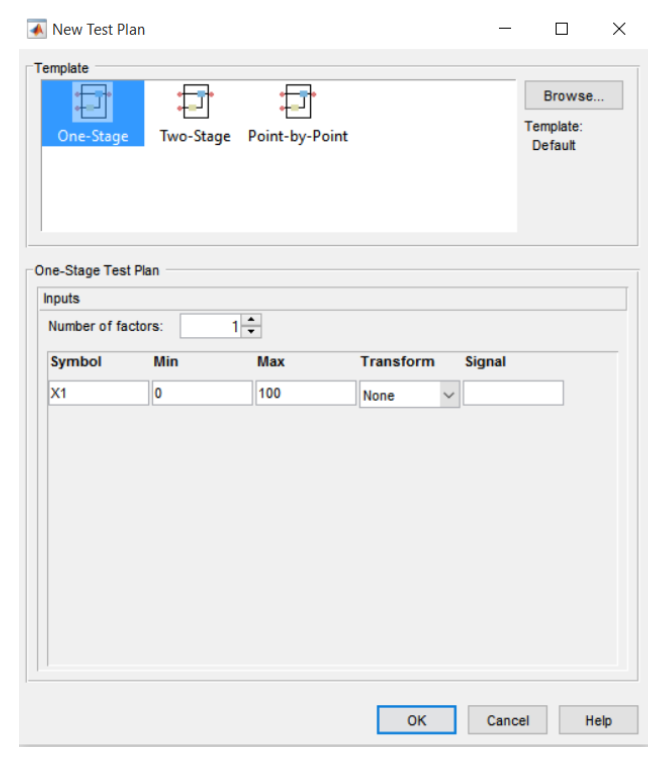 New Test Plan
Template
One-Stage
Two-Stage
Point-by-Point
Browse...
Template:
Default
One-Stage Test Plan
Inputs
Number of factors: 1
Symbol Min Max Transform Signal
X1 0 100 None
OK Cancel Help